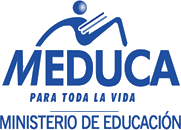 MEDUCA
PARA TODA LA VIDA
MINISTERIO DE EDUCACIÓN